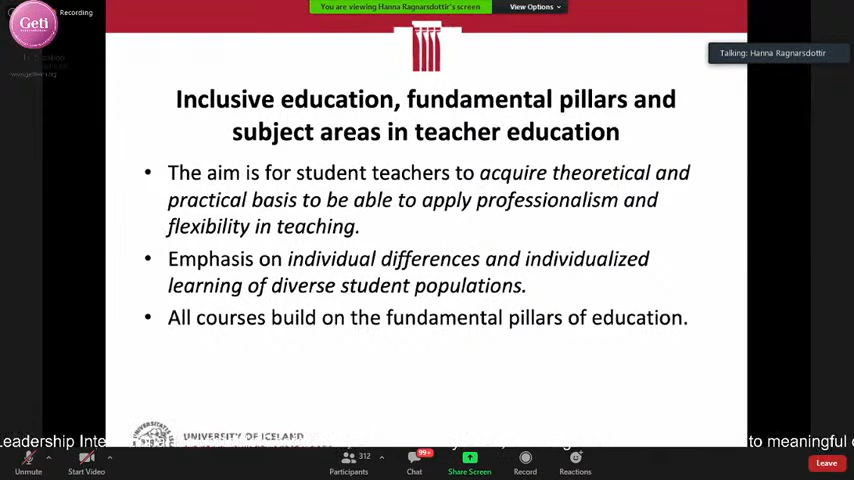 Geti
Recording
You are viewing Hanna Ragnarsdottir's screen
View Options
Talking: Hanna Ragnarsdottir
Inclusive education, fundamental pillars and
subject areas in teacher education
• The aim is for student teachers to acquire theoretical and
practical basis to be able to apply professionalism and
flexibility in teaching.
• Emphasis on individual differences and individualized
learning of diverse student populations.
• All courses build on the fundamental pillars of education.
UNIVERSITY OF ICELAND
Leadership Inte
to meaningful
Unmute
Start Video
312
Participants
99+
Chat
Share Screen
Record
Reactions
Leave